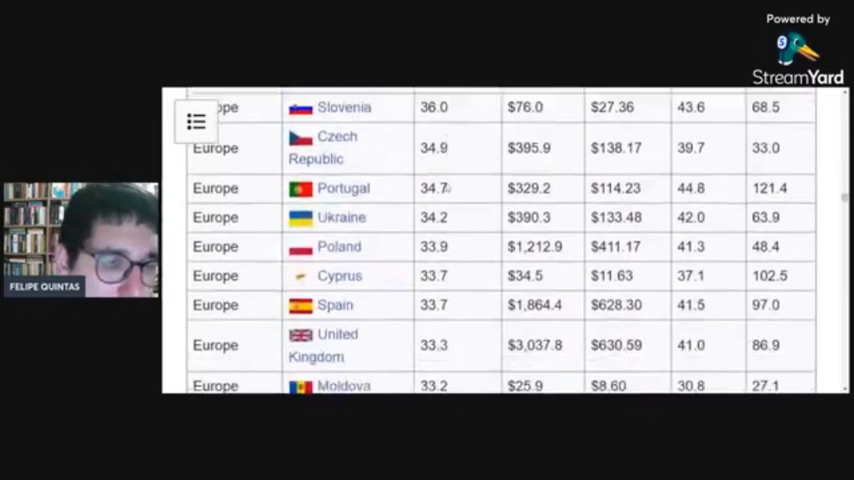 Powered by
StreamYard
ope Slovenia 36.0 $76.0 $27.36 43.6 68.5
Europe Czech Republic 34.9 $395.9 $138.17 39.7 33.0
Europe Portugal 34.7 $329.2 $114.23 44.8 121.4
Europe Ukraine 34.2 $390.3 $133.48 42.0 63.9
Europe Poland 33.9 $1,212.9 $411.17 41.3 48.4
Europe Cyprus 33.7 $34.5 $11.63 37.1 102.5
Europe Spain 33.7 $1,864.4 $628.30 41.5 97.0
Europe United Kingdom 33.3 $3,037.8 $630.59 41.0 86.9
Europe Moldova 33.2 $25.9 $8.60 30.8 27.1
FELIPE QUINTAS